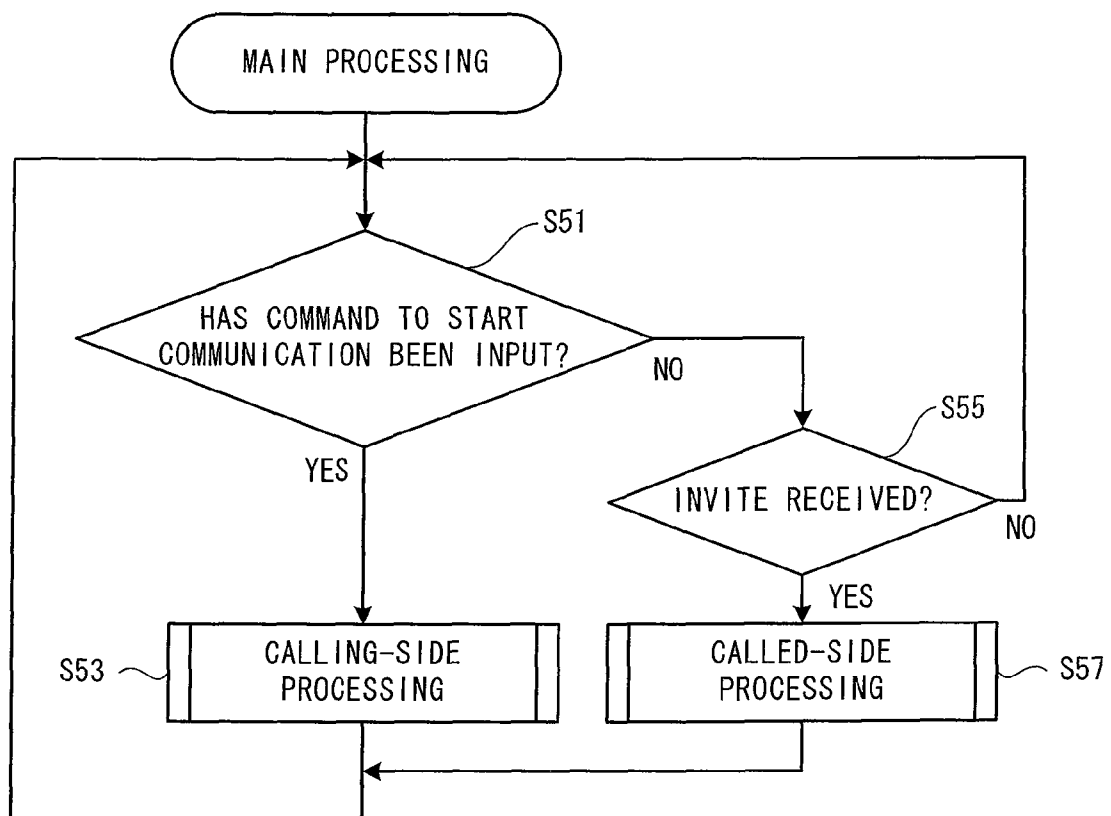 MAIN PROCESSING
S51
HAS COMMAND TO START
COMMUNICATION BEEN INPUT?
NO
S55
YES
INVITE RECEIVED?
NO
YES
S53
CALLING-SIDE
PROCESSING
CALLED-SIDE
PROCESSING
S57